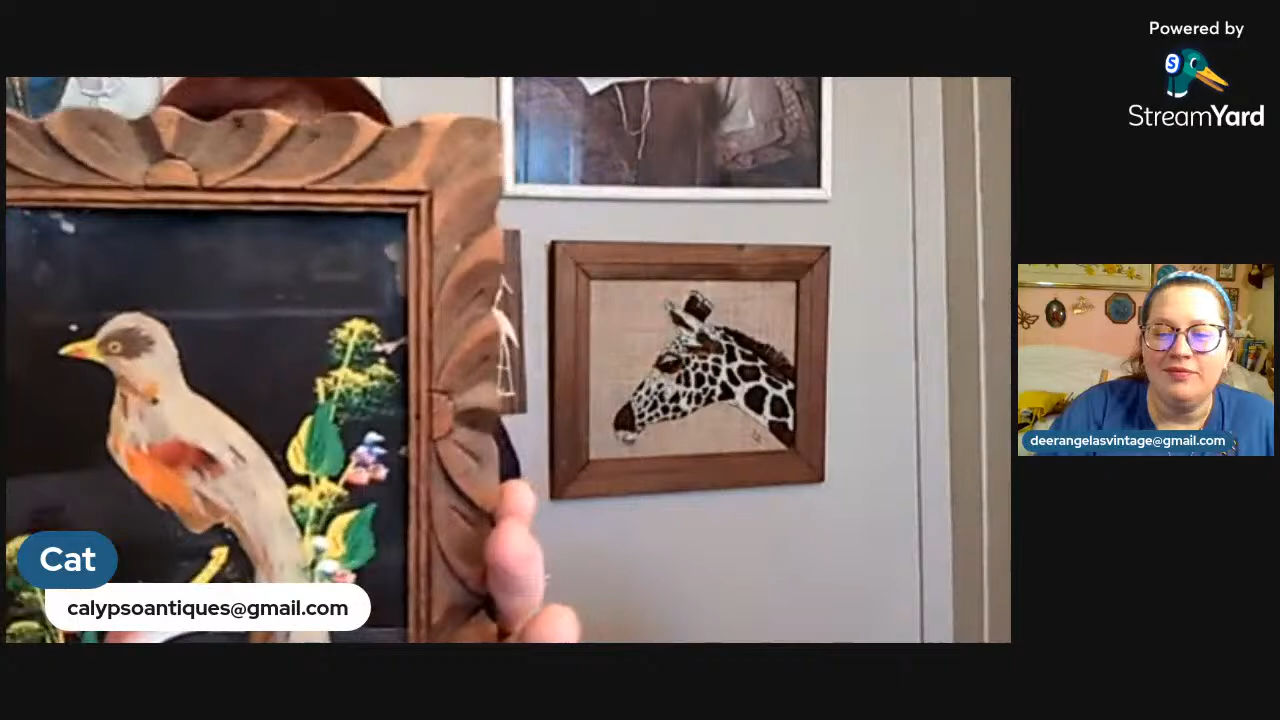 Powered by
S
StreamYard
deerangelasvintage@gmail.com
Cat
calypsoantiques@gmail.com